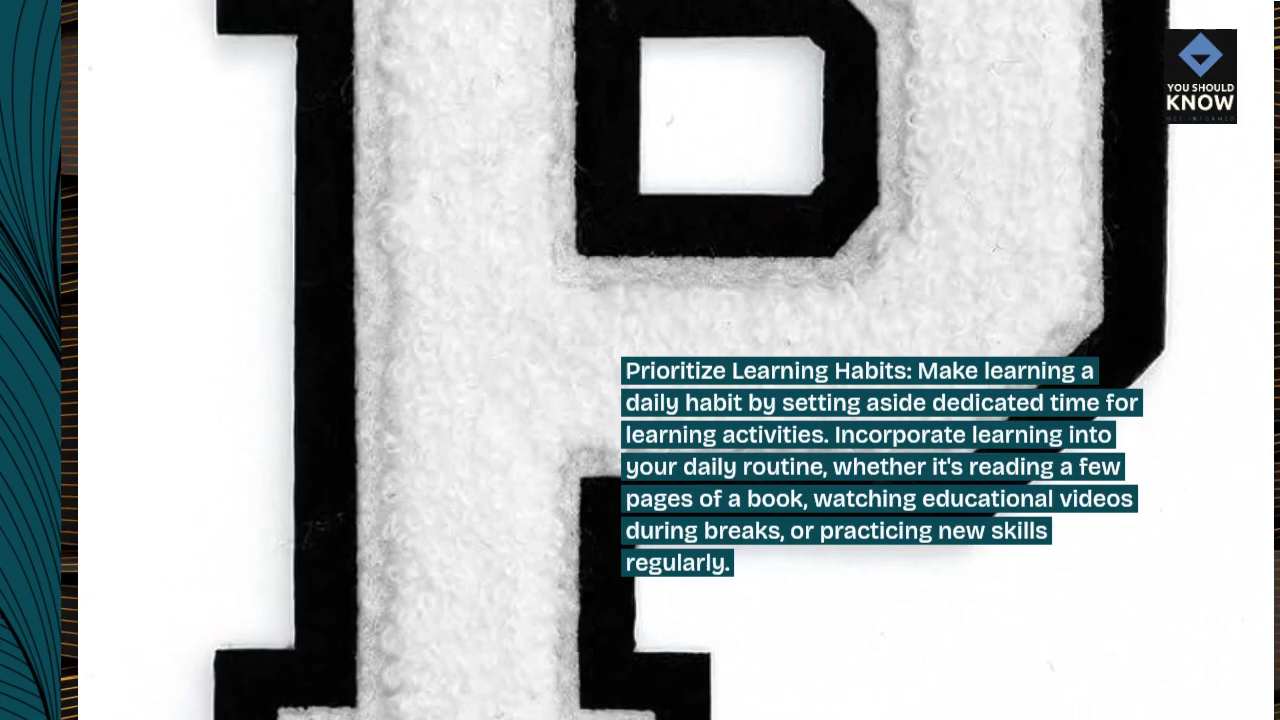 YOU SHOULD
KNOW
GET INFORMED
P
Prioritize Learning Habits: Make learning a
daily habit by setting aside dedicated time for
learning activities. Incorporate learning into
your daily routine, whether it's reading a few
pages of a book, watching educational videos
during breaks, or practicing new skills
regularly.